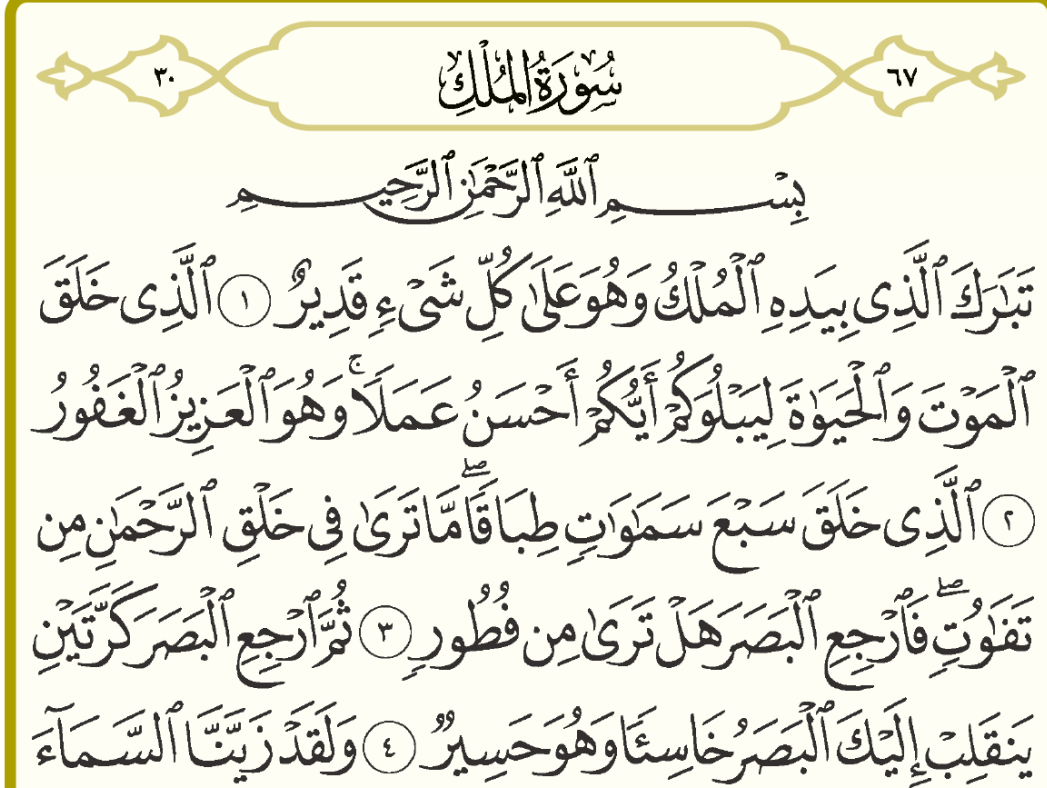 ٦٧ سُورَةُ المُلْكِ ٣٠
بِسْمِ ٱللَّهِ ٱلرَّحْمَٰنِ ٱلرَّحِيمِ
تَبَٰرَكَ ٱلَّذِى بِيَدِهِ ٱلْمُلْكُ وَهُوَ عَلَىٰ كُلِّ شَىْءٍ قَدِيرٌ ١ ٱلَّذِى خَلَقَ
ٱلْمَوْتَ وَٱلْحَيَوٰةَ لِيَبْلُوَكُمْ أَيُّكُمْ أَحْسَنُ عَمَلًاۚ وَهُوَ ٱلْعَزِيزُ ٱلْغَفُورُ
٢ ٱلَّذِى خَلَقَ سَبْعَ سَمَٰوَٰتٍ طِبَاقًاۖ مَّا تَرَىٰ فِى خَلْقِ ٱلرَّحْمَٰنِ مِن
تَفَٰوُتٍۖ فَٱرْجِعِ ٱلْبَصَرَ هَلْ تَرَىٰ مِن فُطُورٍ ٣ ثُمَّ ٱرْجِعِ ٱلْبَصَرَ كَرَّتَيْنِ
يَنقَلِبْ إِلَيْكَ ٱلْبَصَرُ خَاسِئًا وَهُوَ حَسِيرٌ ٤ وَلَقَدْ زَيَّنَّا ٱلسَّمَآءَ